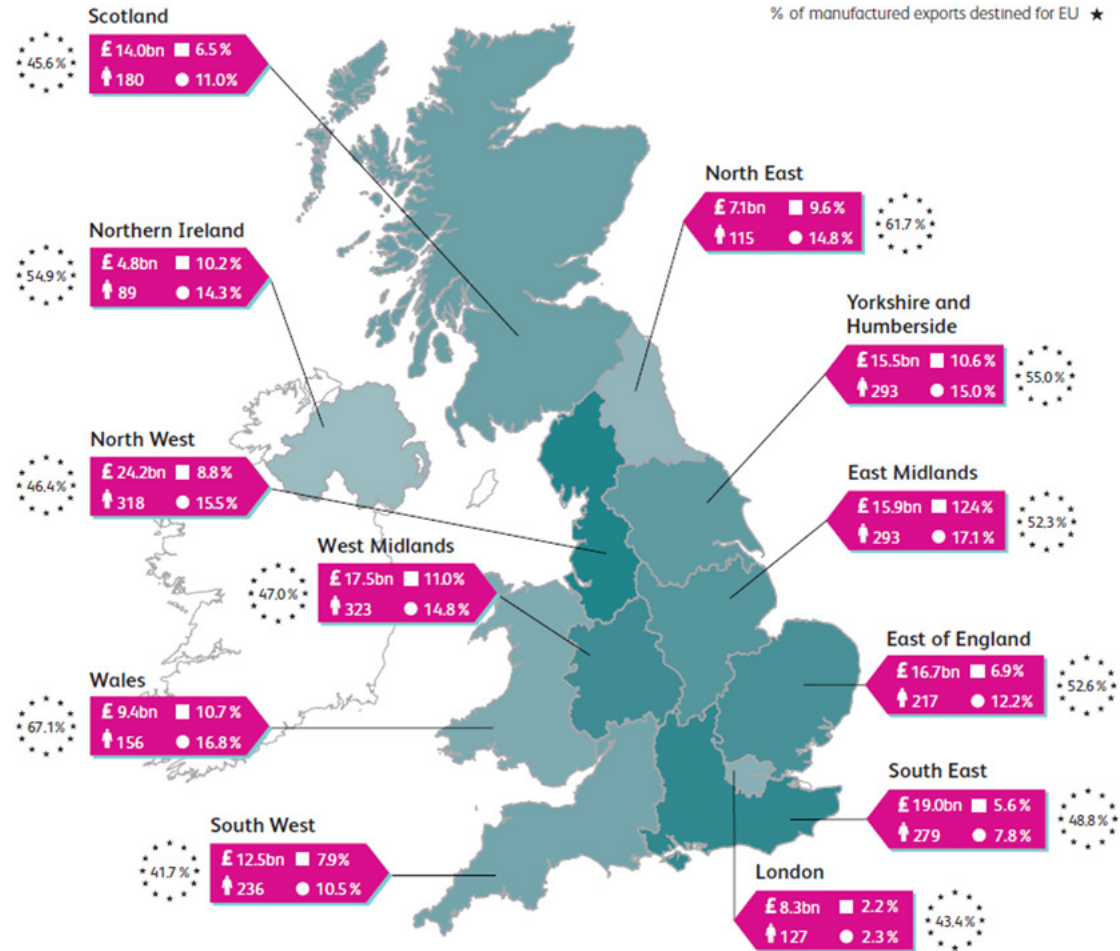 % of manufactured exports destined for EU ★
Scotland
45.6%
£ 14.0bn 6.5%
180 11.0%
North East
£ 7.1bn 9.6%
115 14.8%
61.7%
Northern Ireland
54.9%
£ 4.8bn 10.2%
89 14.3%
Yorkshire and
Humberside
£ 15.5bn 10.6%
293 15.0%
55.0%
North West
46.4%
£ 24.2bn 8.8%
318 15.5%
East Midlands
£ 15.9bn 12.4%
293 17.1%
52.3%
West Midlands
47.0%
£ 17.5bn 11.0%
323 14.8%
East of England
£ 16.7bn 6.9%
217 12.2%
52.6%
Wales
67.1%
£ 9.4bn 10.7%
156 16.8%
South East
£ 19.0bn 5.6%
279 7.8%
48.8%
South West
41.7%
£ 12.5bn 7.9%
236 10.5%
London
£ 8.3bn 2.2%
127 2.3%
43.4%